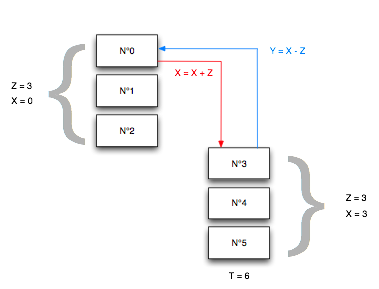 N°0
Y = X - Z
X = X + Z
Z = 3
X = 0
N°1
N°2
N°3
N°4
Z = 3
X = 3
N°5
T = 6